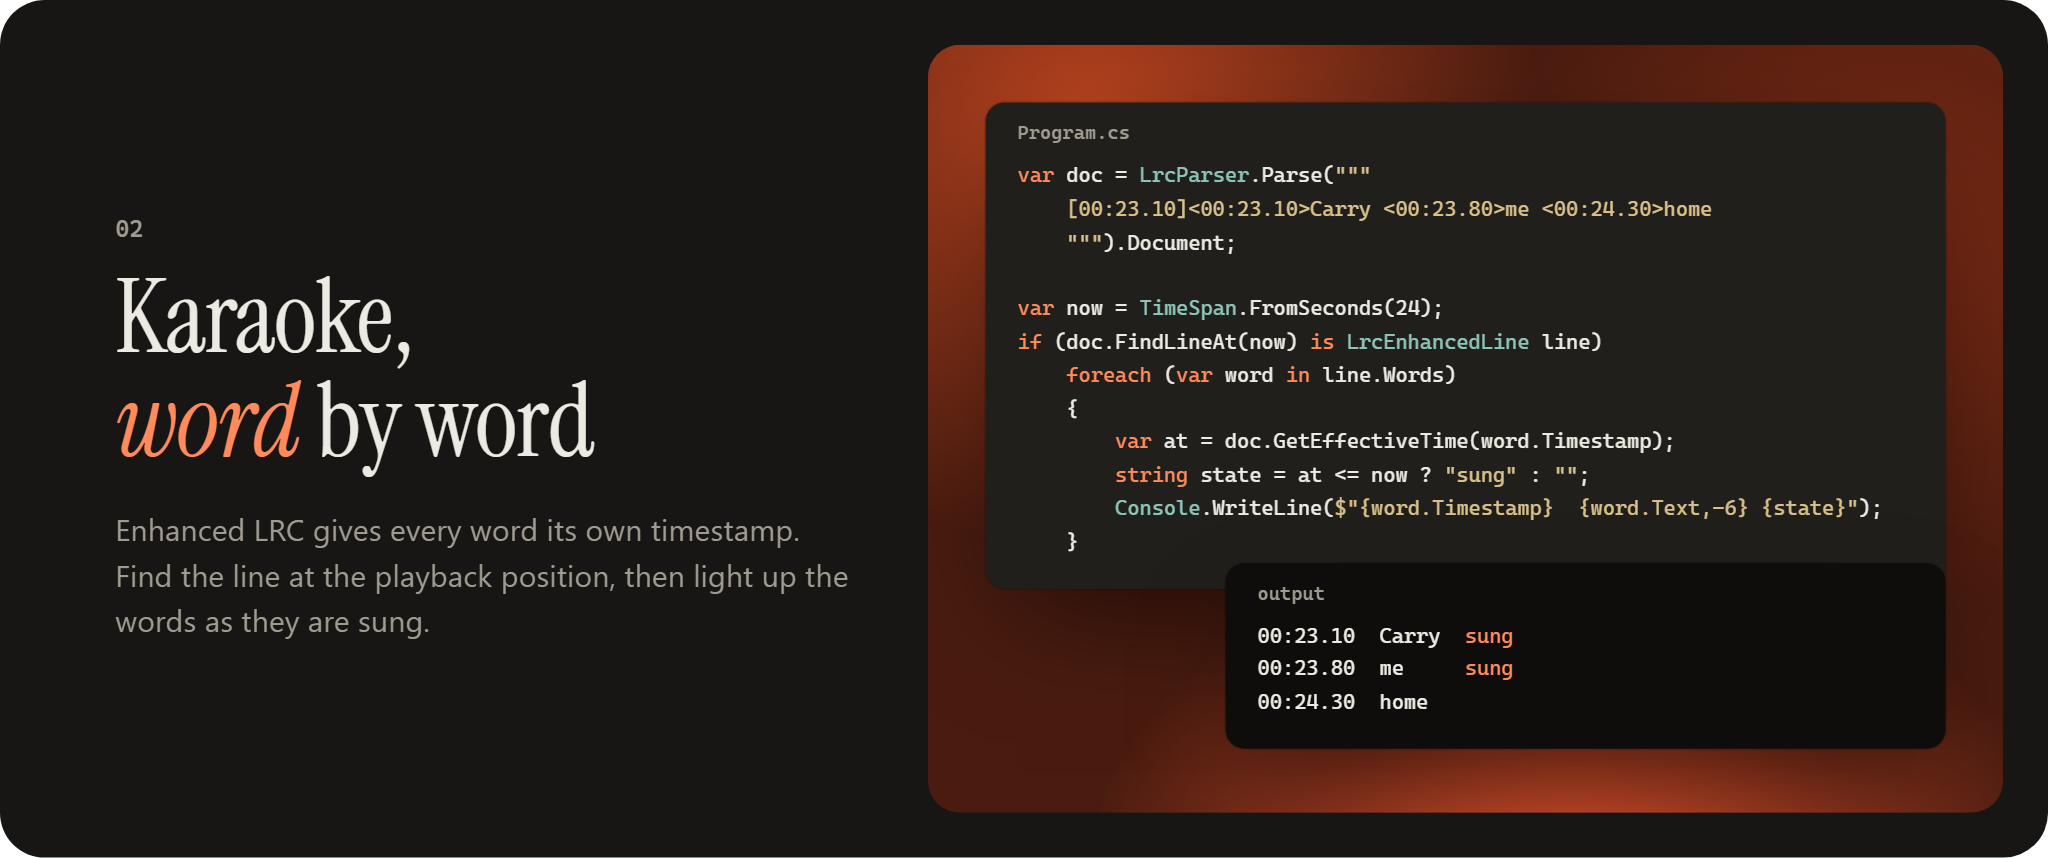 02
Karaoke,
word by word
Enhanced LRC gives every word its own timestamp.
Find the line at the playback position, then light up the
words as they are sung.
Program.cs
var doc = LrcParser.Parse("""
    [00:23.10]<00:23.10>Carry <00:23.80>me <00:24.30>home
    """).Document;

var now = TimeSpan.FromSeconds(24);
if (doc.FindLineAt(now) is LrcEnhancedLine line)
    foreach (var word in line.Words)
    {
        var at = doc.GetEffectiveTime(word.Timestamp);
        string state = at <= now ? "sung" : "";
        Console.WriteLine($"{word.Timestamp}  {word.Text,-6} {state}");
    }
output
00:23.10  Carry  sung
00:23.80  me     sung
00:24.30  home